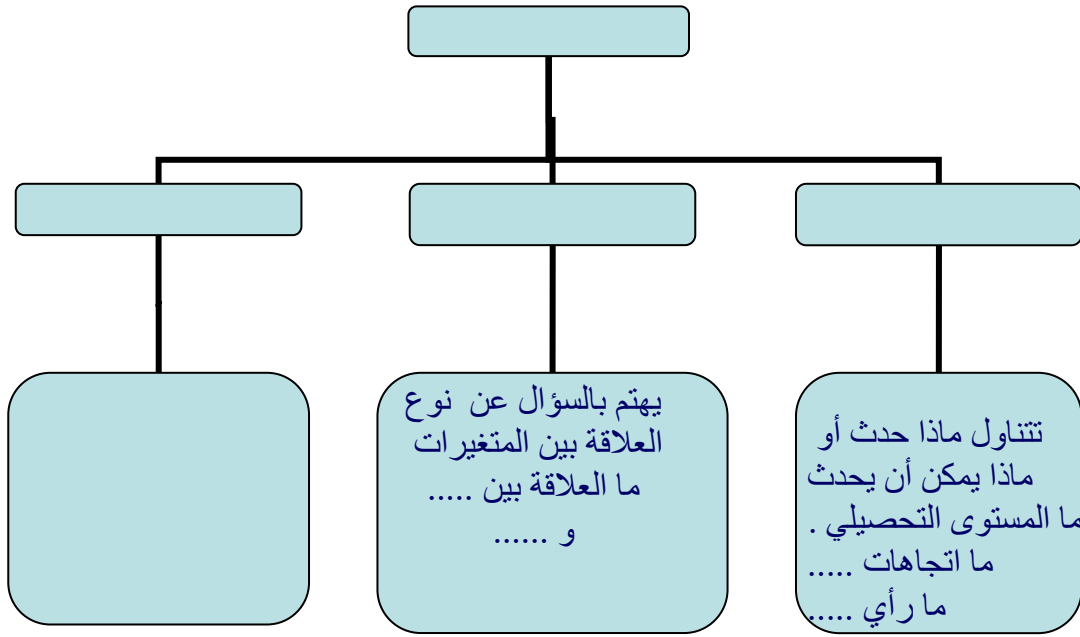 تتناول ماذا حدث أو
ماذا يمكن أن يحدث
ما المستوى التحصيلي .
ما اتجاهات .....
ما رأي .....
يهتم بالسؤال عن نوع
العلاقة بين المتغيرات
ما العلاقة بين .....
و ......